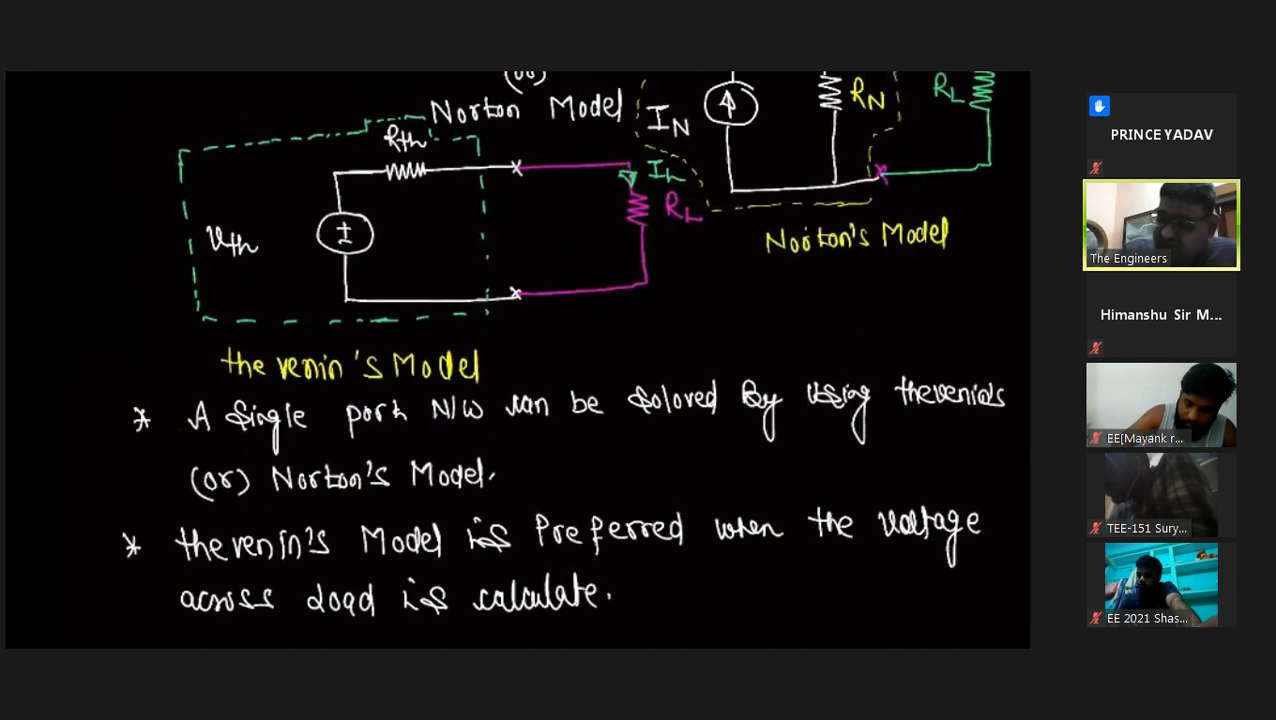 (or)
Norton Model
Rth
Vth
IL
RL
IN
RN
RL
Norton's Model
thevenin's Model
* A Single port N/W can be soloved By using thevenin's
(or) Norton's Model.
* thevenin's Model is Preferred when the voltage
across load is calculate.
PRINCE YADAV
The Engineers
Himanshu Sir M...
EE[Mayank r...
TEE-151 Sury...
EE 2021 Shas...